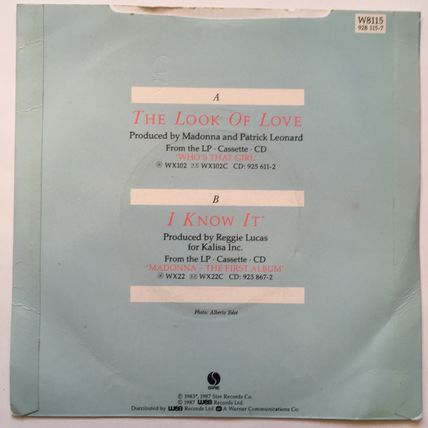 W8115
928 115-7
A
THE LOOK OF LOVE
Produced by Madonna and Patrick Leonard
From the LP · Cassette · CD
'WHO'S THAT GIRL'
WX102 WX102C CD: 925 611-2
B
I KNOW IT*
Produced by Reggie Lucas
for Kalisa Inc.
From the LP · Cassette · CD
'MADONNA – THE FIRST ALBUM'
WX22 WX22C CD: 923 867-2
Photo: Alberto Tolot
SIRE
℗ 1983*, 1987 Sire Records Co.
© 1987 wea Records Ltd.
Distributed by wea Records Ltd. A Warner Communications Co